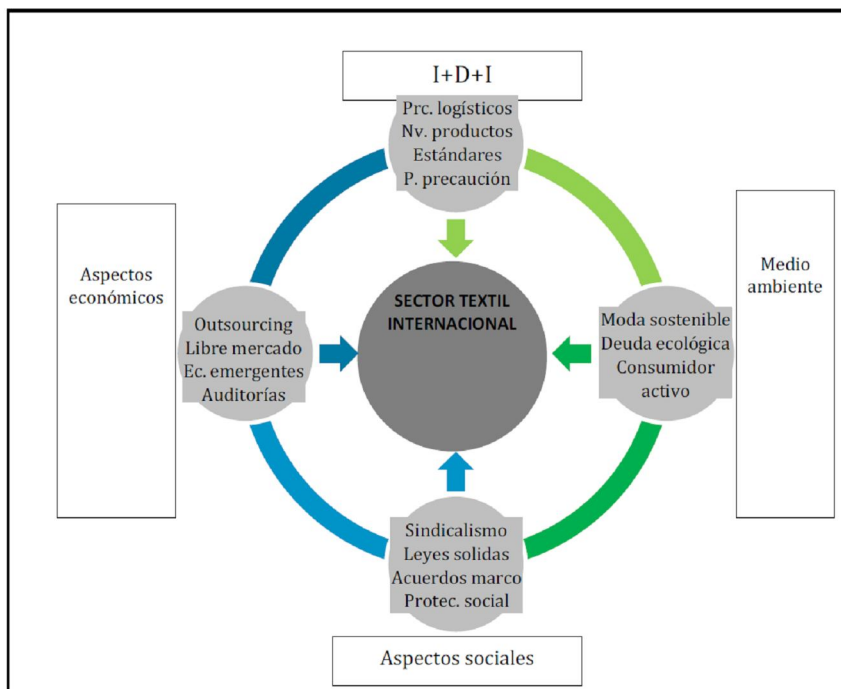 I+D+I
Prc. logísticos
Nv. productos
Estándares
P. precaución
Aspectos
económicos
Outsourcing
Libre mercado
Ec. emergentes
Auditorías
SECTOR TEXTIL
INTERNACIONAL
Medio
ambiente
Moda sostenible
Deuda ecológica
Consumidor
activo
Sindicalismo
Leyes solidas
Acuerdos marco
Protec. social
Aspectos sociales